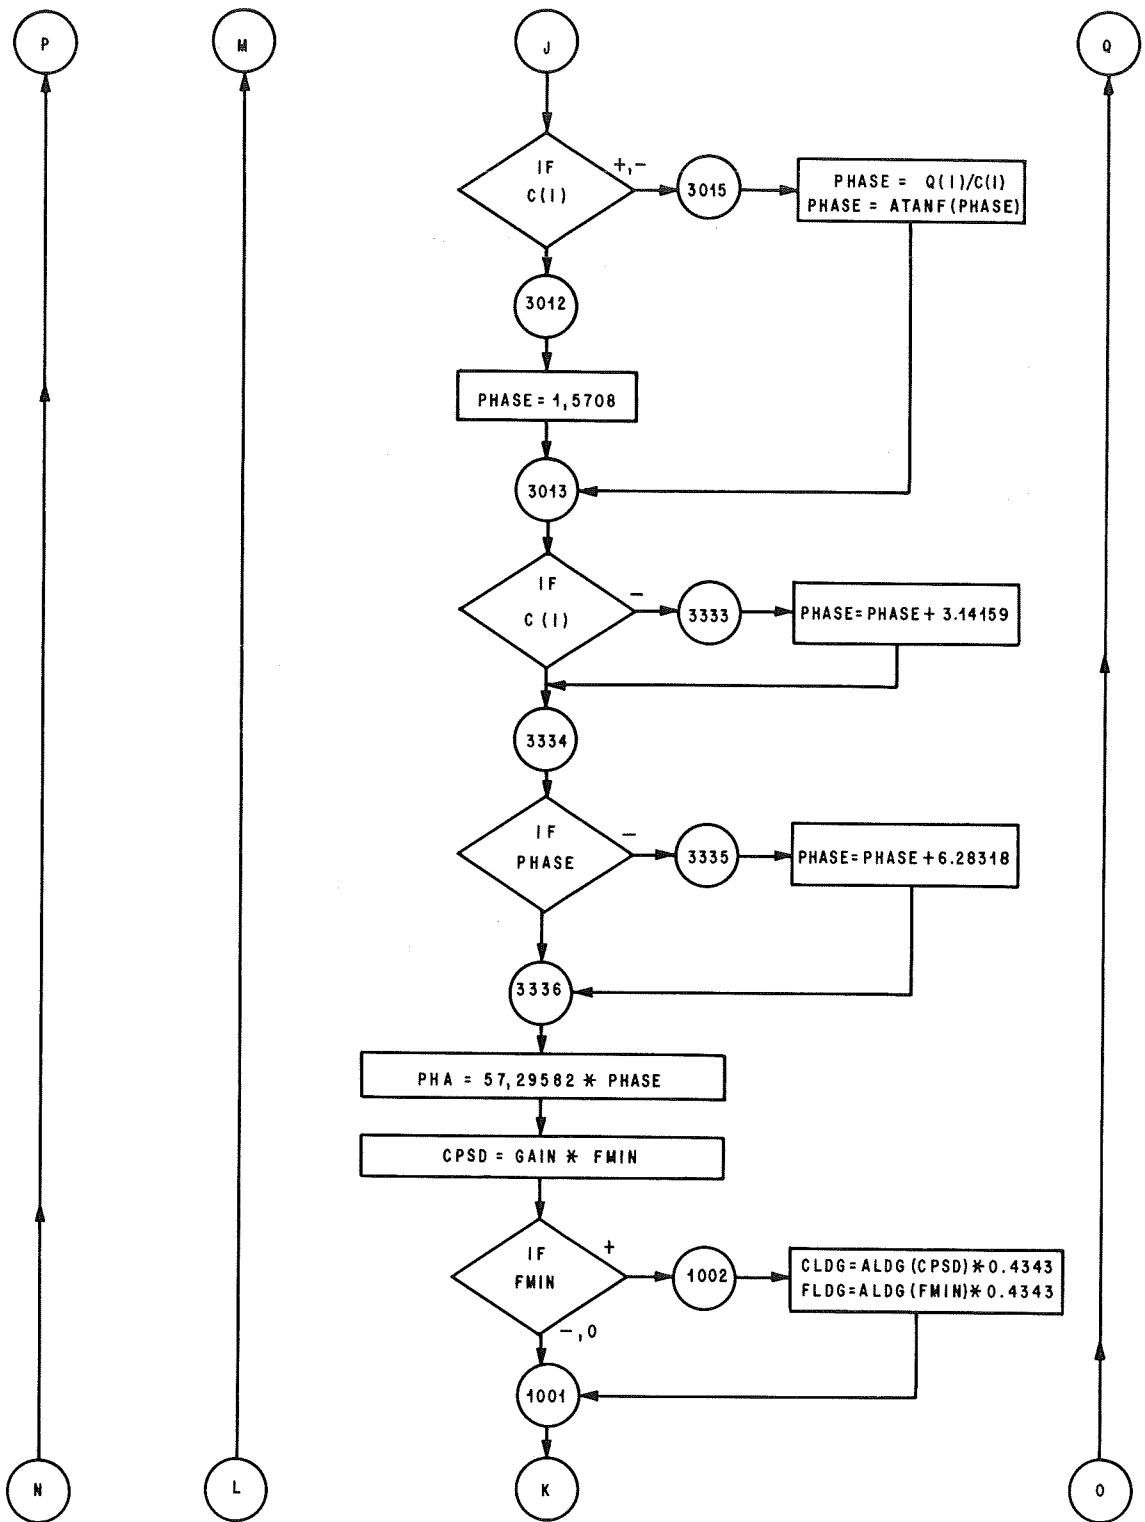 P
M
J
Q
IF
C(I)
+,-
3015
PHASE = Q(I)/C(I)
PHASE = ATANF(PHASE)
3012
PHASE = 1,5708
3013
IF
C(I)
-
3333
PHASE=PHASE+ 3.14159
3334
IF
PHASE
-
3335
PHASE=PHASE+6.28318
3336
PHA = 57,29582 * PHASE
CPSD = GAIN * FMIN
IF
FMIN
+
1002
CLDG=ALDG(CPSD)*0.4343
FLDG=ALDG(FMIN)*0.4343
-,0
1001
N
L
K
O